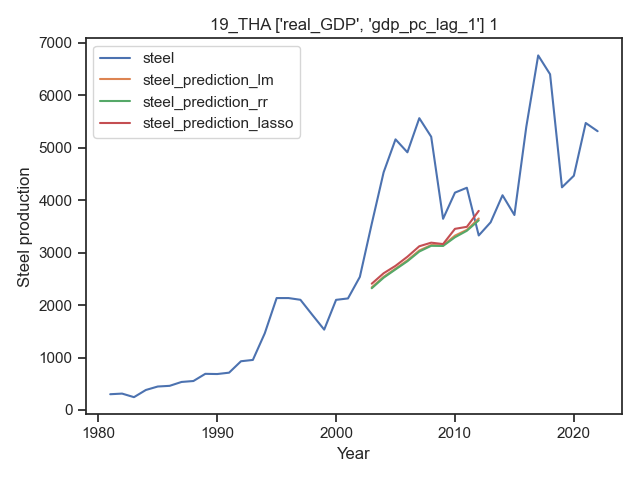 19_THA ['real_GDP', 'gdp_pc_lag_1'] 1
steel
steel_prediction_lm
steel_prediction_rr
steel_prediction_lasso
Steel production
7000
6000
5000
4000
3000
2000
1000
0
1980
1990
2000
2010
2020
Year